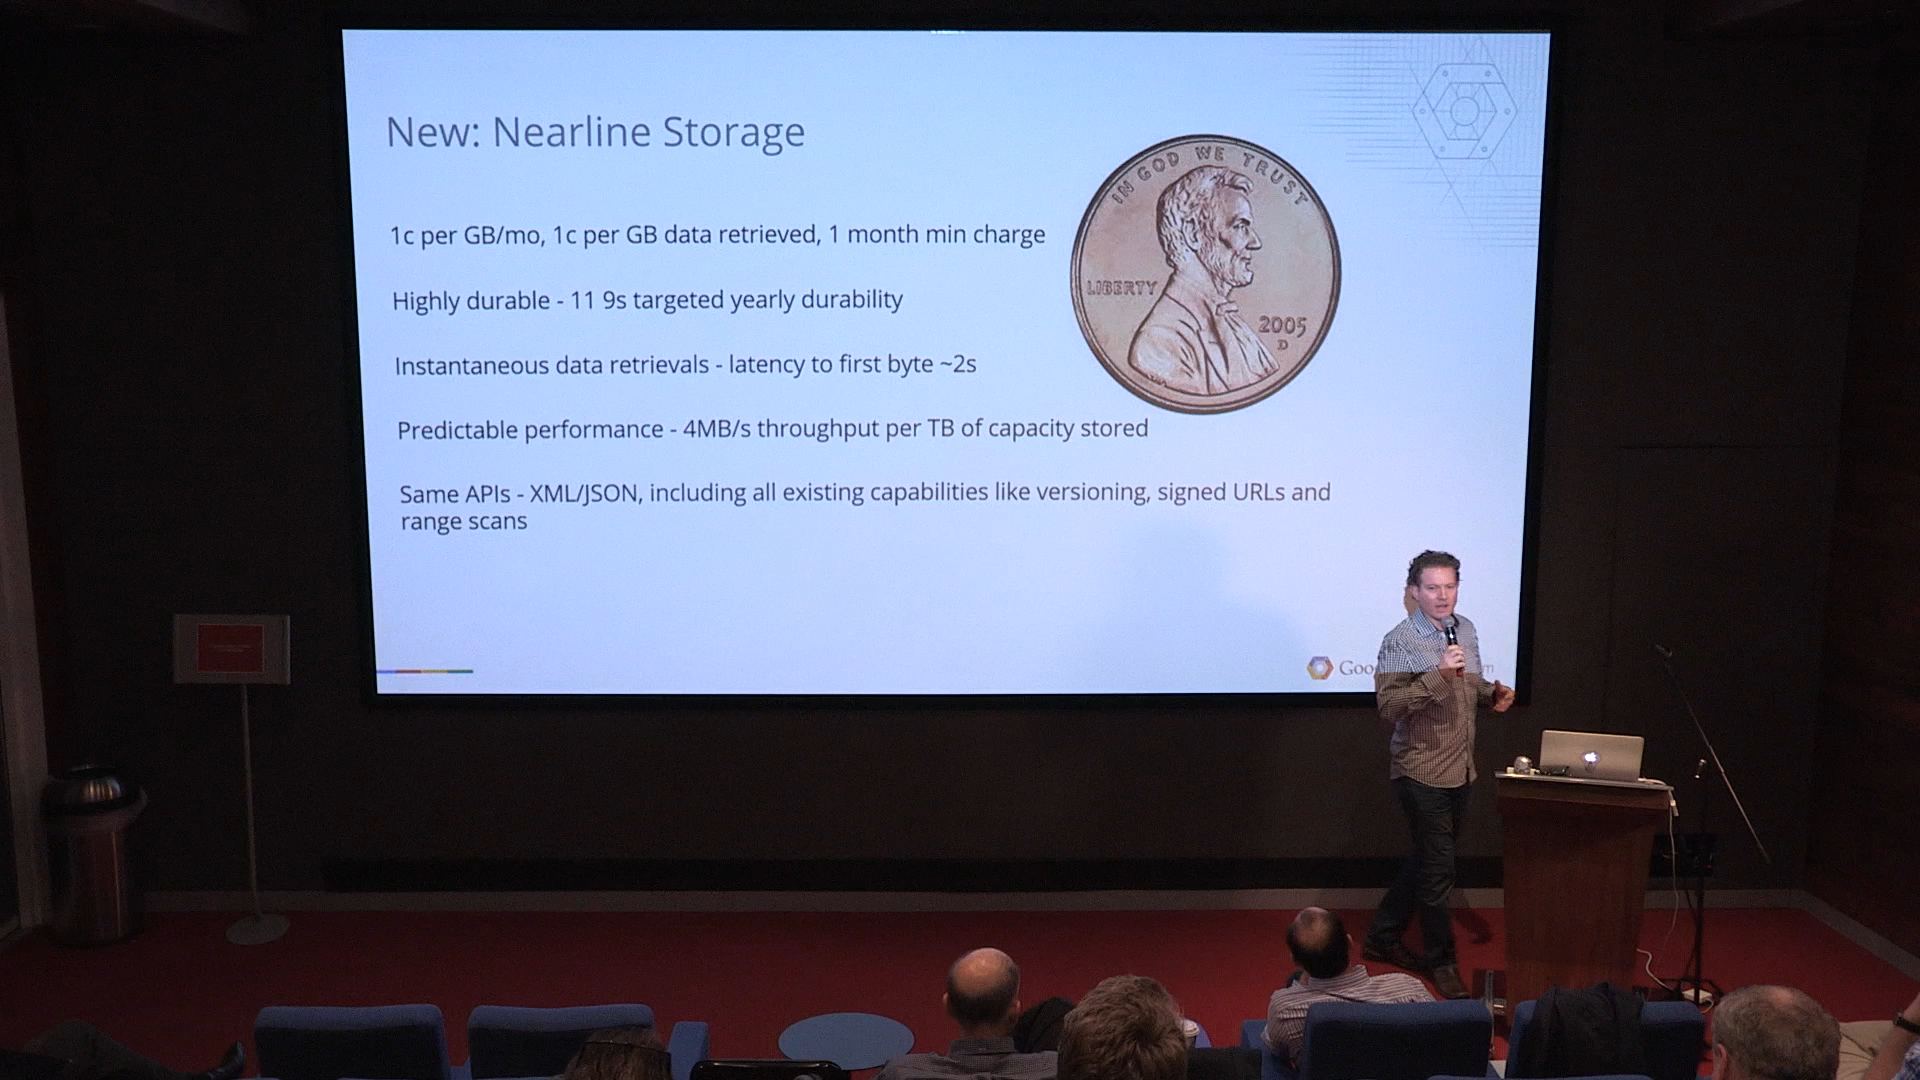 New: Nearline Storage
IN GOD WE TRUST
LIBERTY
2005
D
1c per GB/mo, 1c per GB data retrieved, 1 month min charge
Highly durable - 11 9s targeted yearly durability
Instantaneous data retrievals - latency to first byte ~2s
Predictable performance - 4MB/s throughput per TB of capacity stored
Same APIs - XML/JSON, including all existing capabilities like versioning, signed URLs and
range scans